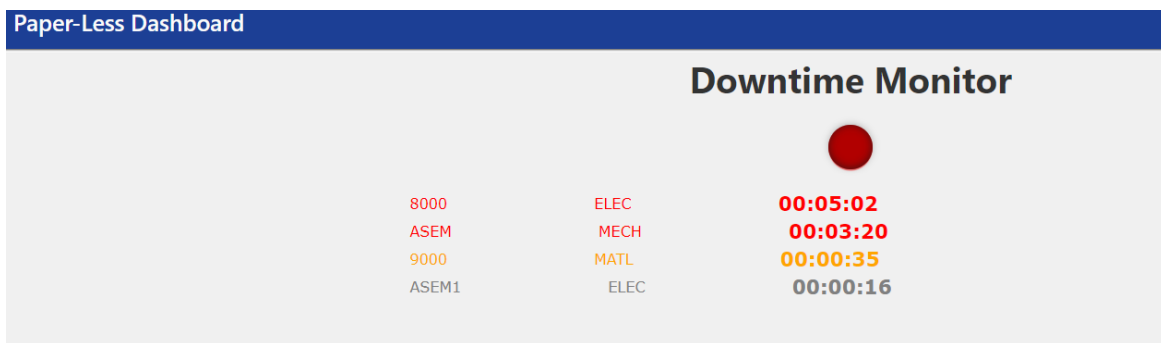 Paper-Less Dashboard
Downtime Monitor
8000 ELEC 00:05:02
ASEM MECH 00:03:20
9000 MATL 00:00:35
ASEM1 ELEC 00:00:16